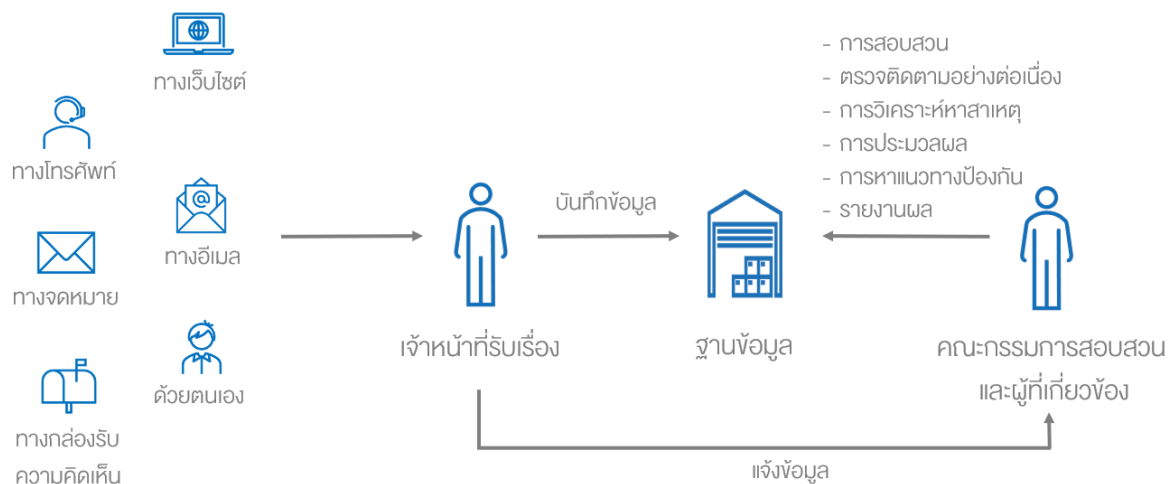 ทางเว็บไซต์
ทางโทรศัพท์
ทางอีเมล
ทางจดหมาย
ด้วยตนเอง
ทางกล่องรับ
ความคิดเห็น
เจ้าหน้าที่รับเรื่อง
บันทึกข้อมูล
ฐานข้อมูล
- การสอบสวน
- ตรวจติดตามอย่างต่อเนื่อง
- การวิเคราะห์หาสาเหตุ
- การประมวลผล
- การหาแนวทางป้องกัน
- รายงานผล
คณะกรรมการสอบสวน
และผู้ที่เกี่ยวข้อง
แจ้งข้อมูล